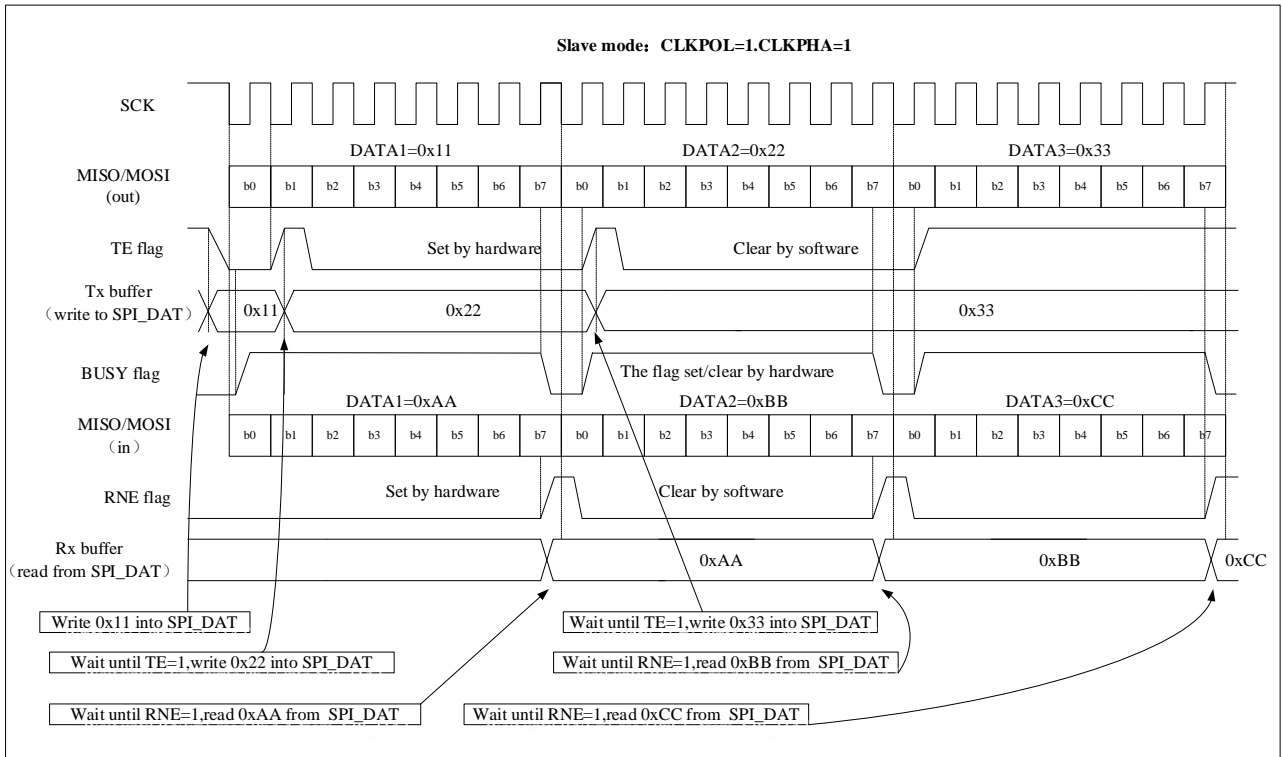 Slave mode：CLKPOL=1.CLKPHA=1
SCK
DATA1=0x11 DATA2=0x22 DATA3=0x33
MISO/MOSI
(out)
b0 b1 b2 b3 b4 b5 b6 b7 b0 b1 b2 b3 b4 b5 b6 b7 b0 b1 b2 b3 b4 b5 b6 b7
TE flag
Set by hardware Clear by software
Tx buffer
（write to SPI_DAT）
0x11 0x22 0x33
BUSY flag
The flag set/clear by hardware
DATA1=0xAA DATA2=0xBB DATA3=0xCC
MISO/MOSI
（in）
b0 b1 b2 b3 b4 b5 b6 b7 b0 b1 b2 b3 b4 b5 b6 b7 b0 b1 b2 b3 b4 b5 b6 b7
RNE flag
Set by hardware Clear by software
Rx buffer
（read from SPI_DAT）
0xAA 0xBB 0xCC
Write 0x11 into SPI_DAT
Wait until TE=1,write 0x33 into SPI_DAT
Wait until TE=1,write 0x22 into SPI_DAT
Wait until RNE=1,read 0xBB from SPI_DAT
Wait until RNE=1,read 0xAA from SPI_DAT
Wait until RNE=1,read 0xCC from SPI_DAT